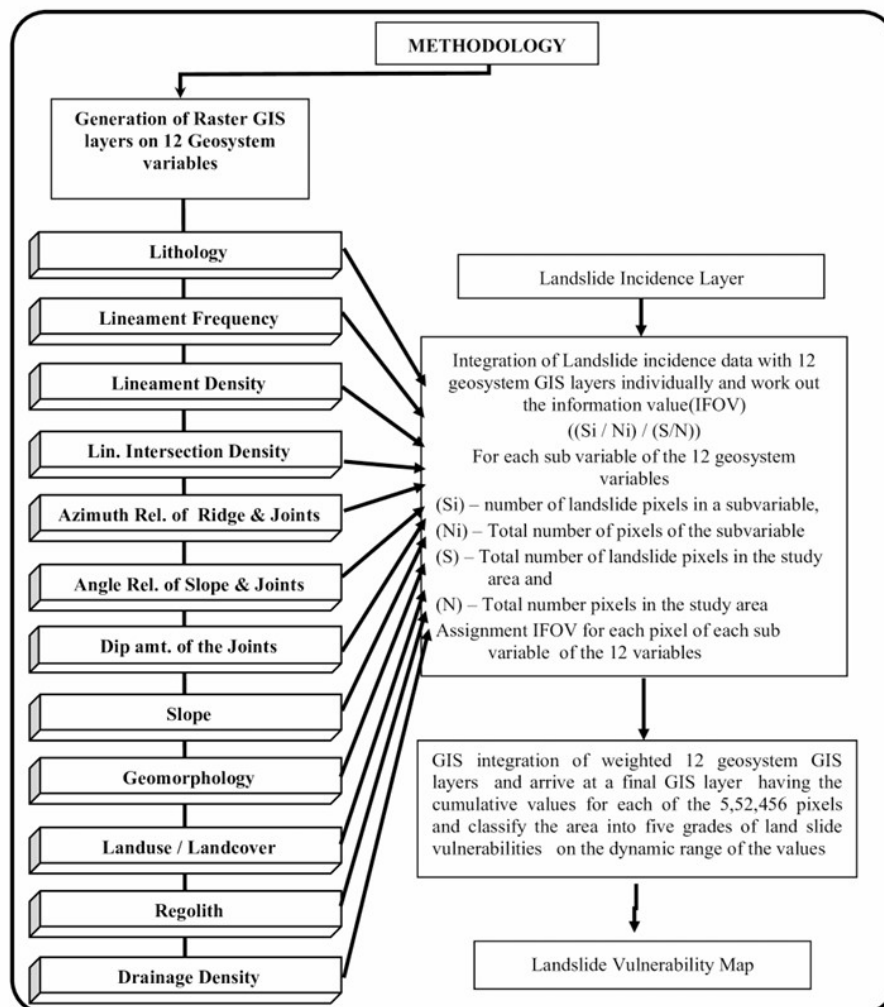 METHODOLOGY
Generation of Raster GIS
layers on 12 Geosystem
variables
Lithology
Lineament Frequency
Lineament Density
Lin. Intersection Density
Azimuth Rel. of Ridge & Joints
Angle Rel. of Slope & Joints
Dip amt. of the Joints
Slope
Geomorphology
Landuse / Landcover
Regolith
Drainage Density
Landslide Incidence Layer
Integration of Landslide incidence data with 12
geosystem GIS layers individually and work out
the information value(IFOV)
((Si / Ni) / (S/N))
For each sub variable of the 12 geosystem
variables
(Si) – number of landslide pixels in a subvariable,
(Ni) – Total number of pixels of the subvariable
(S) – Total number of landslide pixels in the study
area and
(N) – Total number pixels in the study area
Assignment IFOV for each pixel of each sub
variable of the 12 variables
GIS integration of weighted 12 geosystem GIS
layers and arrive at a final GIS layer having the
cumulative values for each of the 5,52,456 pixels
and classify the area into five grades of land slide
vulnerabilities on the dynamic range of the values
Landslide Vulnerability Map